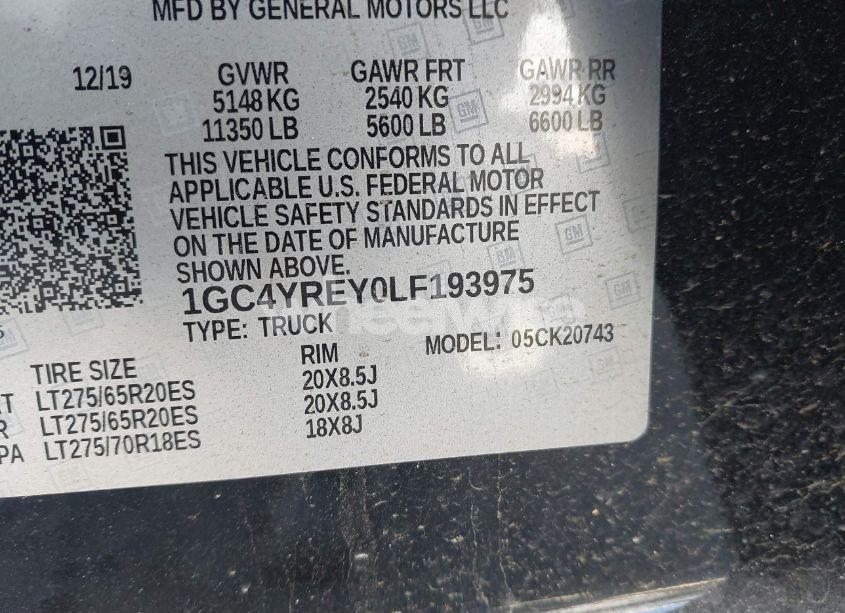 MFD BY GENERAL MOTORS LLC
12/19 GVWR GAWR FRT GAWR RR
5148 KG 2540 KG 2994 KG
11350 LB 5600 LB 6600 LB
THIS VEHICLE CONFORMS TO ALL
APPLICABLE U.S. FEDERAL MOTOR
VEHICLE SAFETY STANDARDS IN EFFECT
ON THE DATE OF MANUFACTURE
SHOWN ABOVE.
1GC4YREY0LF193975
TYPE: TRUCK MODEL: 05CK20743
TIRE SIZE RIM
LT275/65R20ES 20X8.5J
LT275/65R20ES 20X8.5J
LT275/70R18ES 18X8J